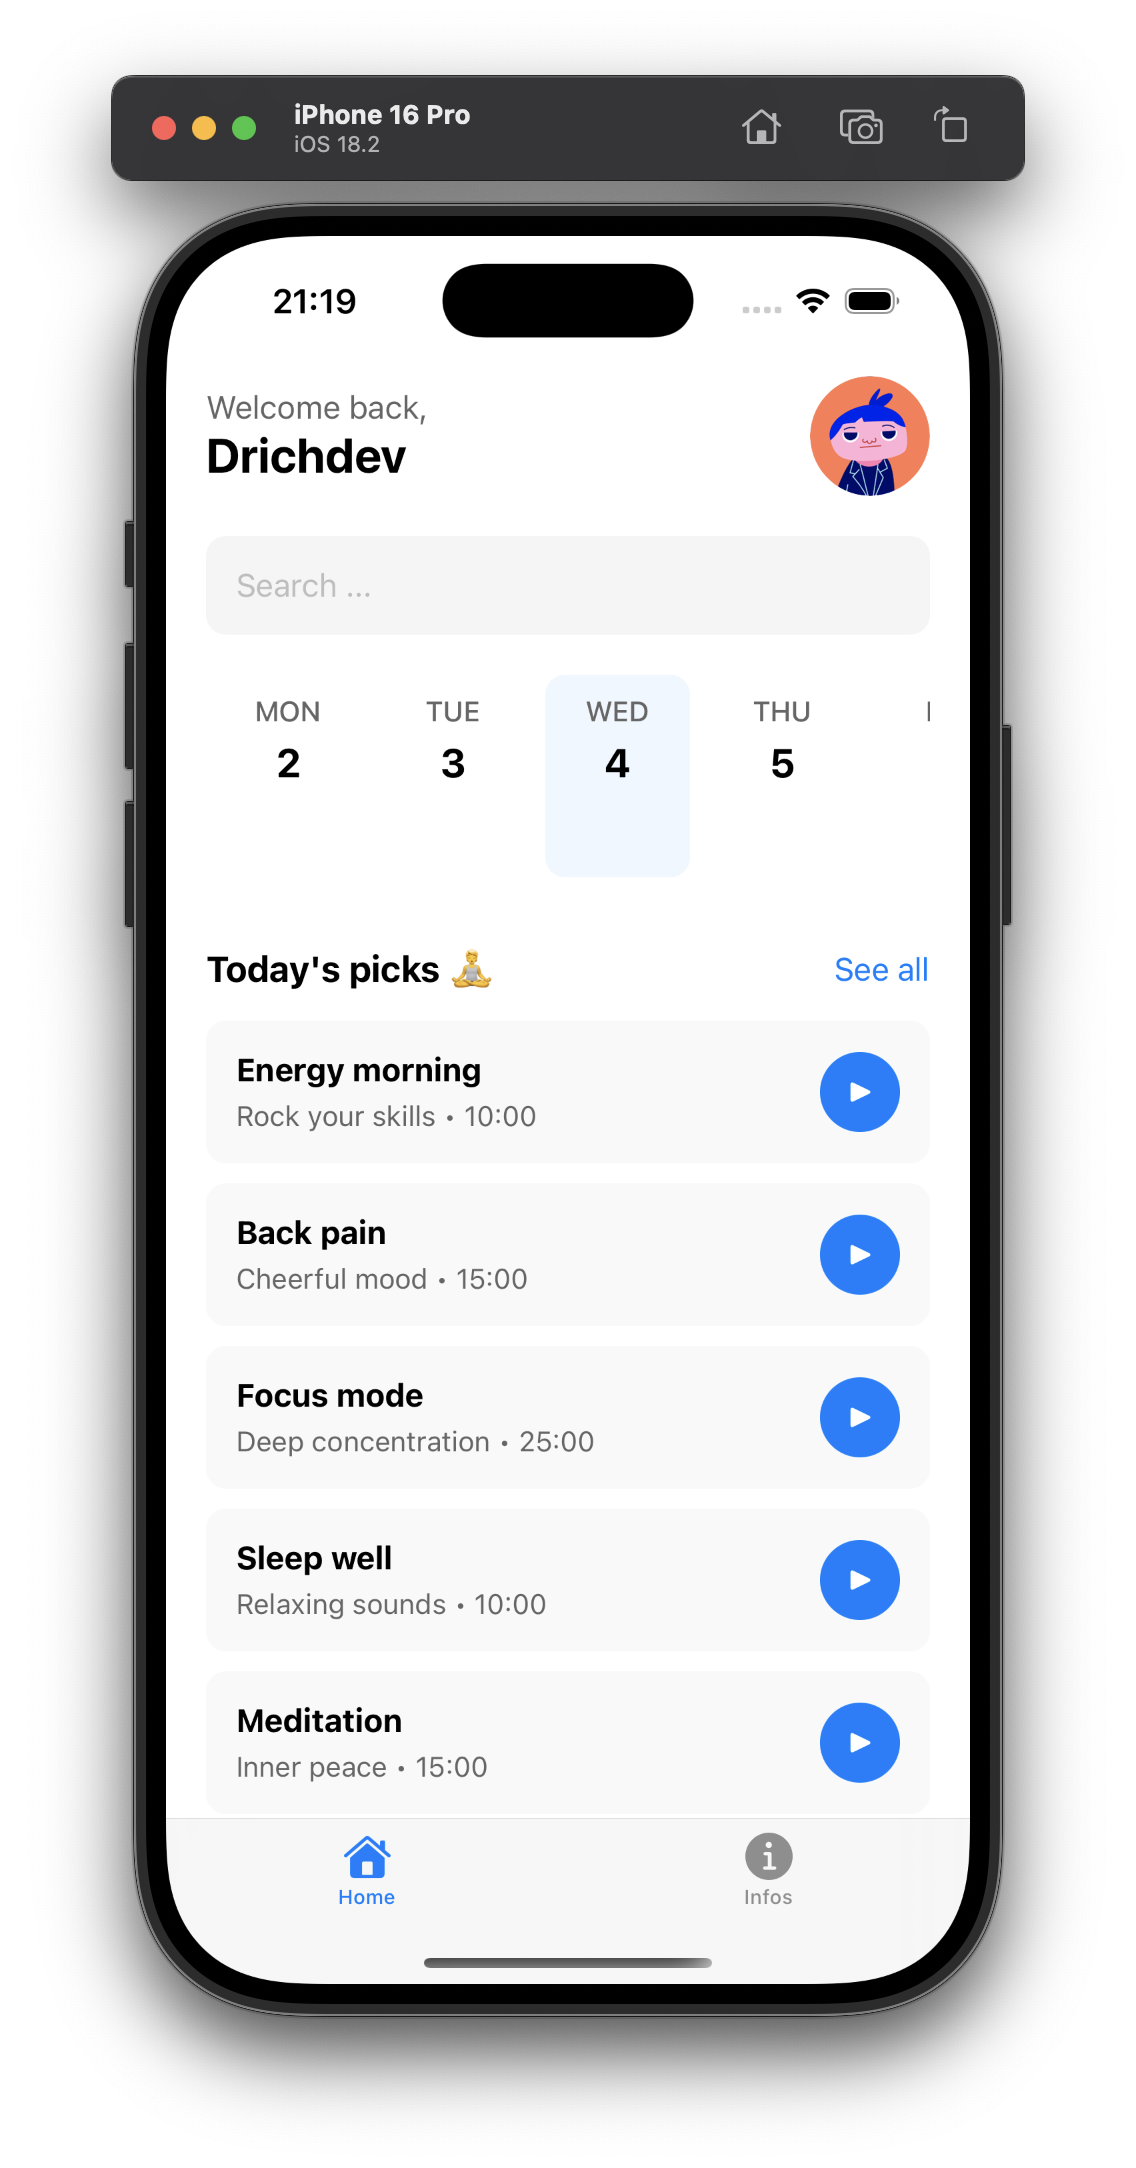 iPhone 16 Pro
iOS 18.2
21:19
Welcome back,
Drichdev
Search ...
MON TUE WED THU
2 3 4 5
Today's picks 🧘 See all
Energy morning
Rock your skills • 10:00
Back pain
Cheerful mood • 15:00
Focus mode
Deep concentration • 25:00
Sleep well
Relaxing sounds • 10:00
Meditation
Inner peace • 15:00
Home Infos